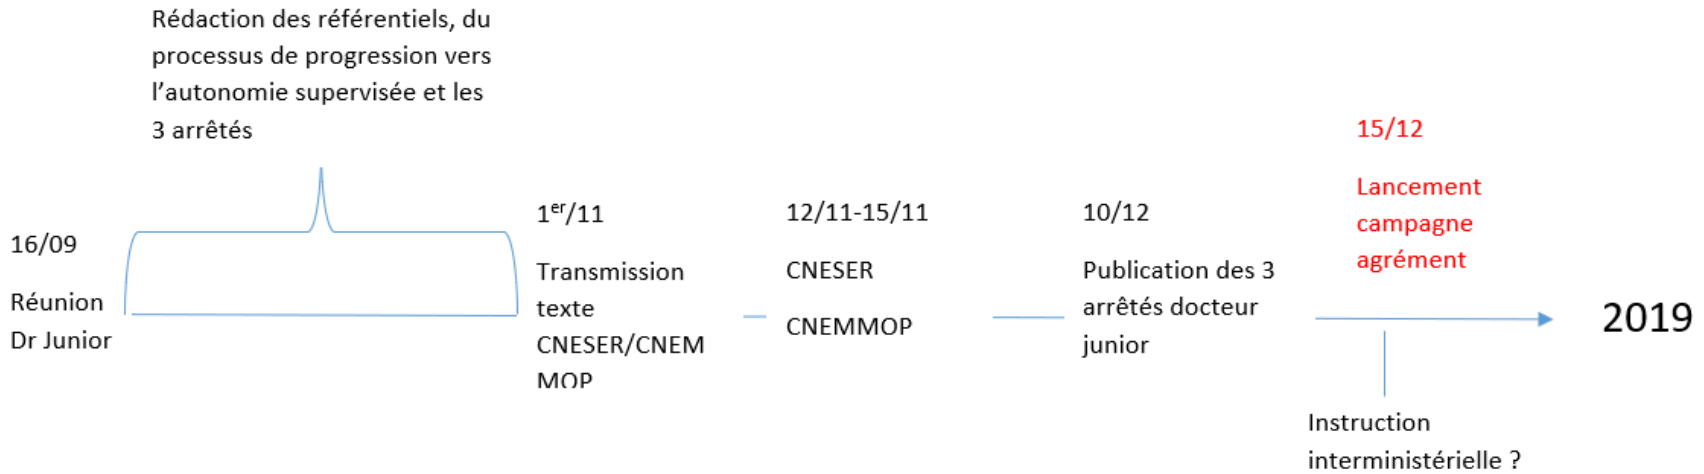 Rédaction des référentiels, du
processus de progression vers
l’autonomie supervisée et les
3 arrêtés
16/09
Réunion
Dr Junior
1er/11
Transmission
texte
CNESER/CNEM
MOP
12/11-15/11
CNESER
CNEMMOP
10/12
Publication des 3
arrêtés docteur
junior
15/12
Lancement
campagne
agrément
Instruction
interministérielle ?
2019